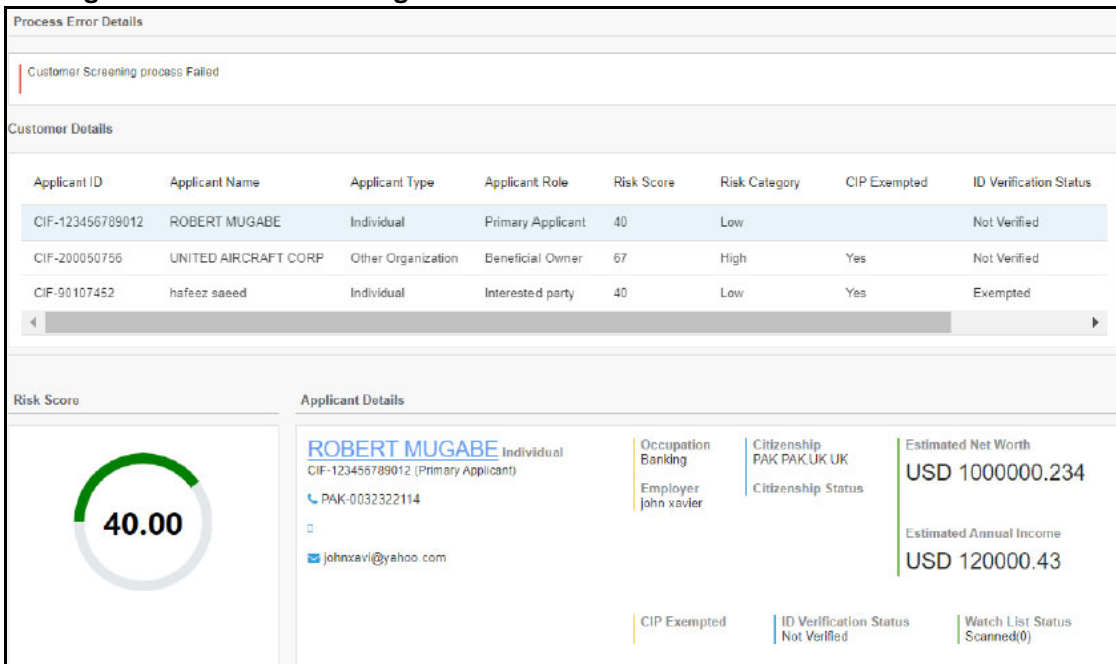 Process Error Details
Customer Screening process Failed
Customer Details
Applicant ID Applicant Name Applicant Type Applicant Role Risk Score Risk Category CIP Exempted ID Verification Status
CIF-123456789012 ROBERT MUGABE Individual Primary Applicant 40 Low Not Verified
CIF-200050756 UNITED AIRCRAFT CORP Other Organization Beneficial Owner 67 High Yes Not Verified
CIF-90107452 hafeez saeed Individual Interested party 40 Low Yes Exempted
Risk Score Applicant Details
40.00
ROBERT MUGABE Individual
CIF-123456789012 (Primary Applicant)
PAK-0032322114
johnxavi@yahoo.com
Occupation
Banking
Employer
john xavier
Citizenship
PAK PAK,UK UK
Citizenship Status
Estimated Net Worth
USD 1000000.234
Estimated Annual Income
USD 120000.43
CIP Exempted
ID Verification Status
Not Verified
Watch List Status
Scanned(0)